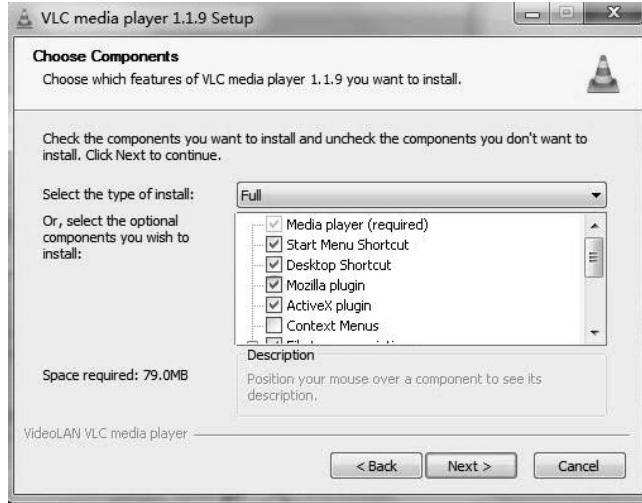 VLC media player 1.1.9 Setup
Choose Components
Choose which features of VLC media player 1.1.9 you want to install.
Check the components you want to install and uncheck the components you don't want to
install. Click Next to continue.
Select the type of install:
Full
Or, select the optional
components you wish to
install:
Media player (required)
Start Menu Shortcut
Desktop Shortcut
Mozilla plugin
ActiveX plugin
Context Menus
Space required: 79.0MB
Description
Position your mouse over a component to see its
description.
VideoLAN VLC media player
< Back
Next >
Cancel